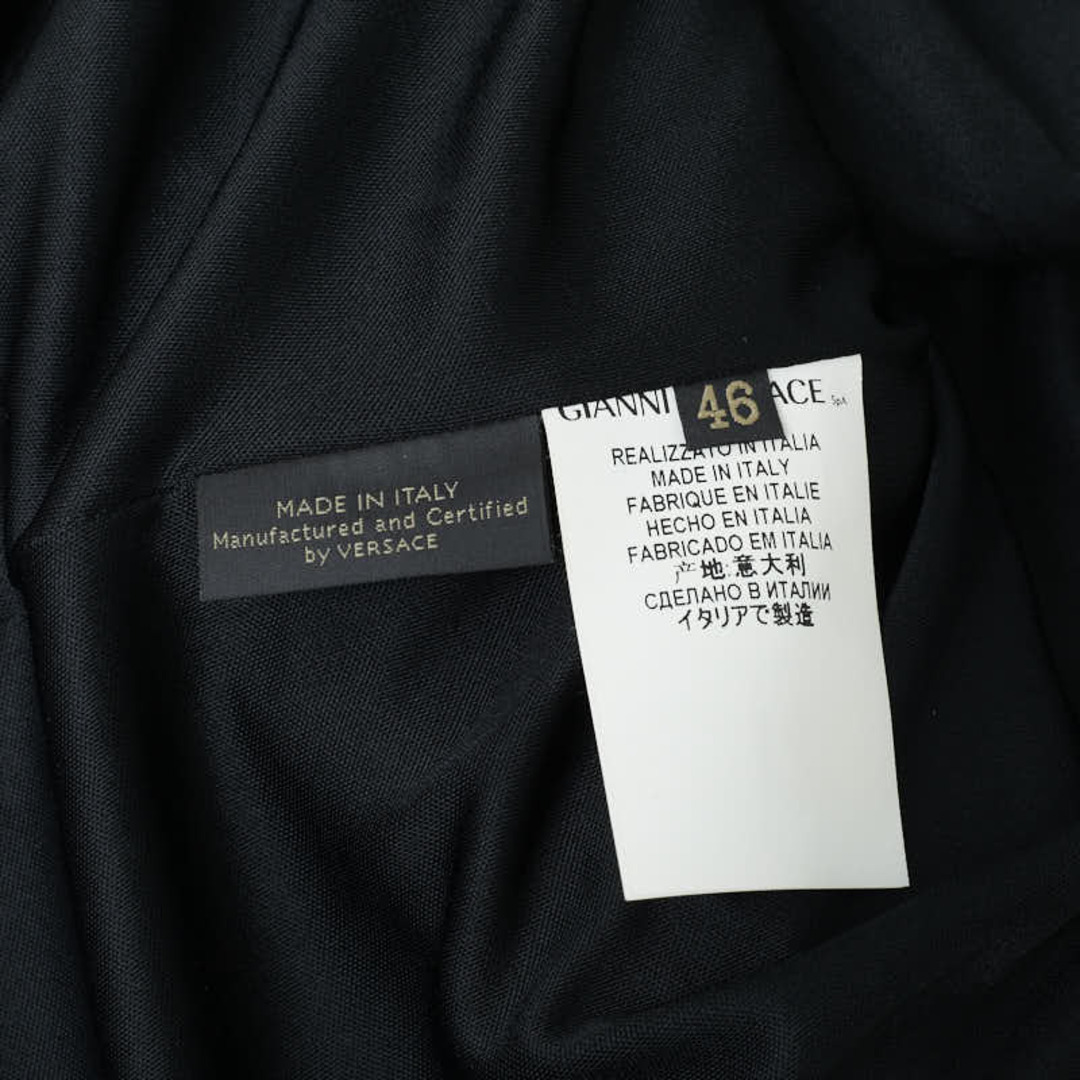 MADE IN ITALY
Manufactured and Certified
by VERSACE
46
GIANNI ACE SpA
REALIZZATO IN ITALIA
MADE IN ITALY
FABRIQUE EN ITALIE
HECHO EN ITALIA
FABRICADO EM ITALIA
产地:意大利
СДЕЛАНО В ИТАЛИИ
イタリアで製造